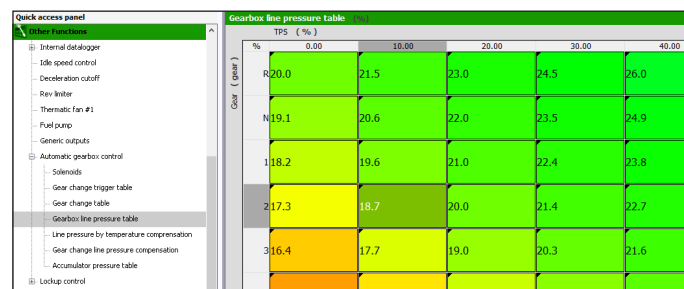 Quick access panel
Other Functions
Internal datalogger
Idle speed control
Deceleration cutoff
Rev limiter
Thermatic fan #1
Fuel pump
Generic outputs
Automatic gearbox control
Solenoids
Gear change trigger table
Gear change table
Gearbox line pressure table
Line pressure by temperature comprensation
Gear change line pressure compensation
Accumulator pressure table
Lockup control
Gearbox line pressure table (%)
TPS ( % )
% 0.00 10.00 20.00 30.00 40.00
Gear ( gear )
R 20.0 21.5 23.0 24.5 26.0
N 19.1 20.6 22.0 23.5 24.9
1 18.2 19.6 21.0 22.4 23.8
2 17.3 18.7 20.0 21.4 22.7
3 16.4 17.7 19.0 20.3 21.6